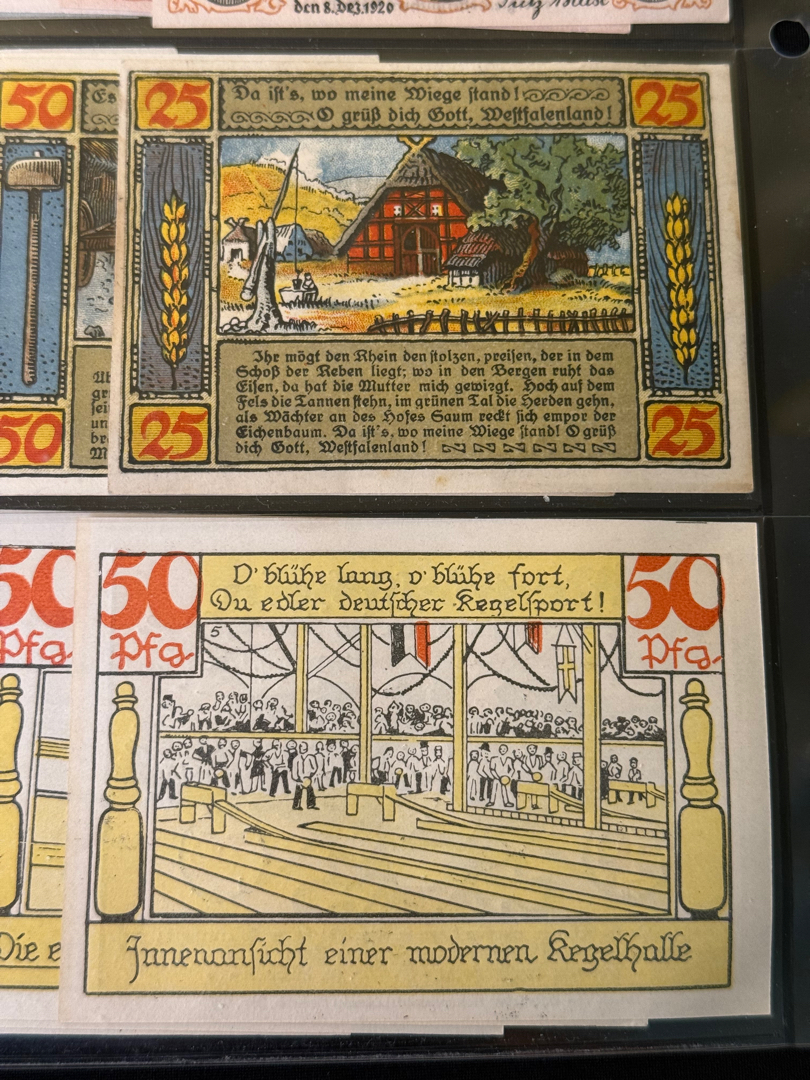 den 8. Dez. 1920
50
Es
25
Da ist's, wo meine Wiege stand!
O grüß dich Gott, Westfalenland!
25
Ihr mögt den Rhein den stolzen, preisen, der in dem
Schoß der Reben liegt; wo in den Bergen ruht das
Eisen, da hat die Mutter mich gewiegt. Hoch auf dem
Fels die Tannen stehn, im grünen Tal die Herden gehn,
als Wächter an des Hofes Saum reckt sich empor der
Eichenbaum. Da ist's, wo meine Wiege stand! O grüß
dich Gott, Westfalenland!
50
25
25
50
Pfg.
50
Pfg.
O' blühe lang, o' blühe fort,
Du edler deutscher Kegelsport!
50
Pfg.
5
Die e
Innenansicht einer modernen Kegelhalle